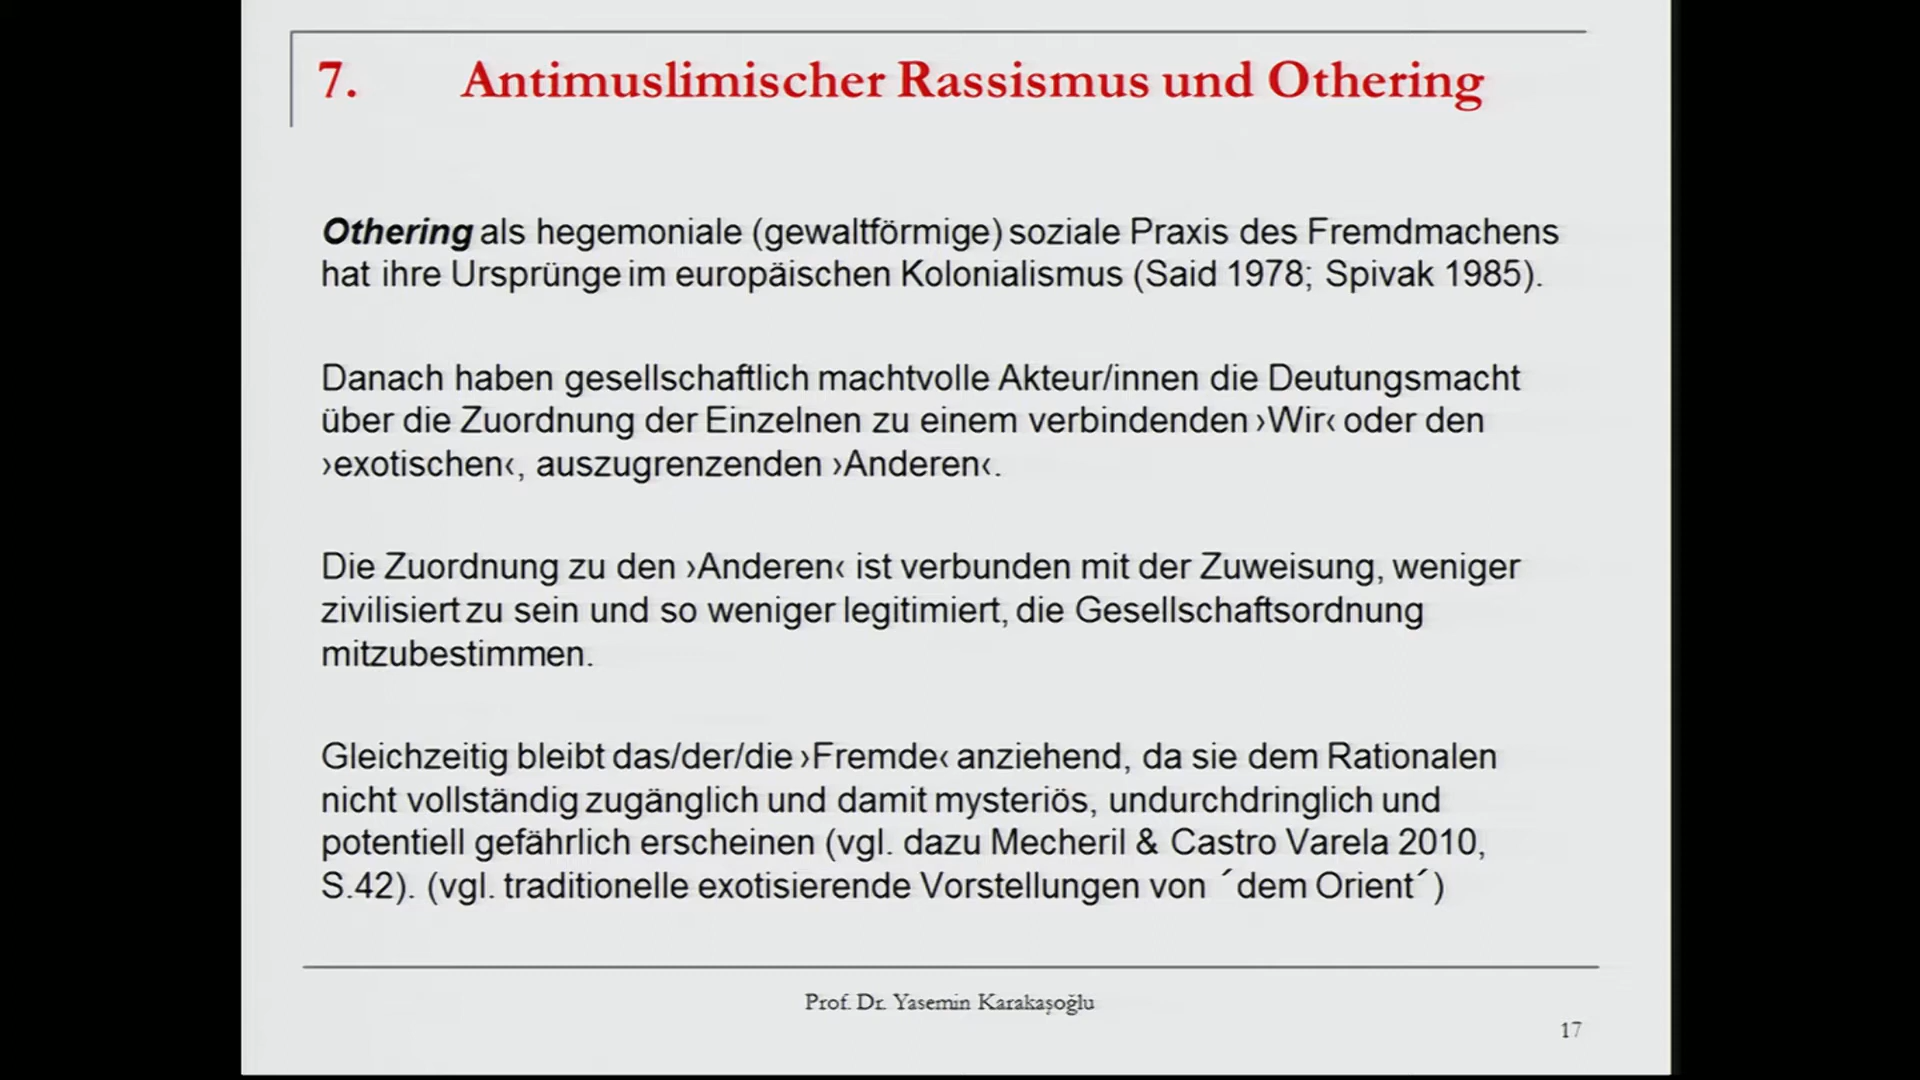 7. Antimuslimischer Rassismus und Othering
Othering als hegemoniale (gewaltförmige) soziale Praxis des Fremdmachens
hat ihre Ursprünge im europäischen Kolonialismus (Said 1978; Spivak 1985).
Danach haben gesellschaftlich machtvolle Akteur/innen die Deutungsmacht
über die Zuordnung der Einzelnen zu einem verbindenden ›Wir‹ oder den
›exotischen‹, auszugrenzenden ›Anderen‹.
Die Zuordnung zu den ›Anderen‹ ist verbunden mit der Zuweisung, weniger
zivilisiert zu sein und so weniger legitimiert, die Gesellschaftsordnung
mitzubestimmen.
Gleichzeitig bleibt das/der/die ›Fremde‹ anziehend, da sie dem Rationalen
nicht vollständig zugänglich und damit mysteriös, undurchdringlich und
potentiell gefährlich erscheinen (vgl. dazu Mecheril & Castro Varela 2010,
S.42). (vgl. traditionelle exotisierende Vorstellungen von ´dem Orient´)
Prof. Dr. Yasemin Karakaşoğlu
17